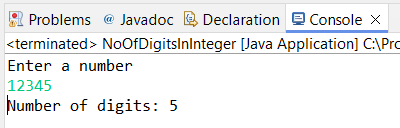 Problems @ Javadoc Declaration Console
<terminated> NoOfDigitsInInteger [Java Application] C:\Pro
Enter a number
12345
Number of digits: 5